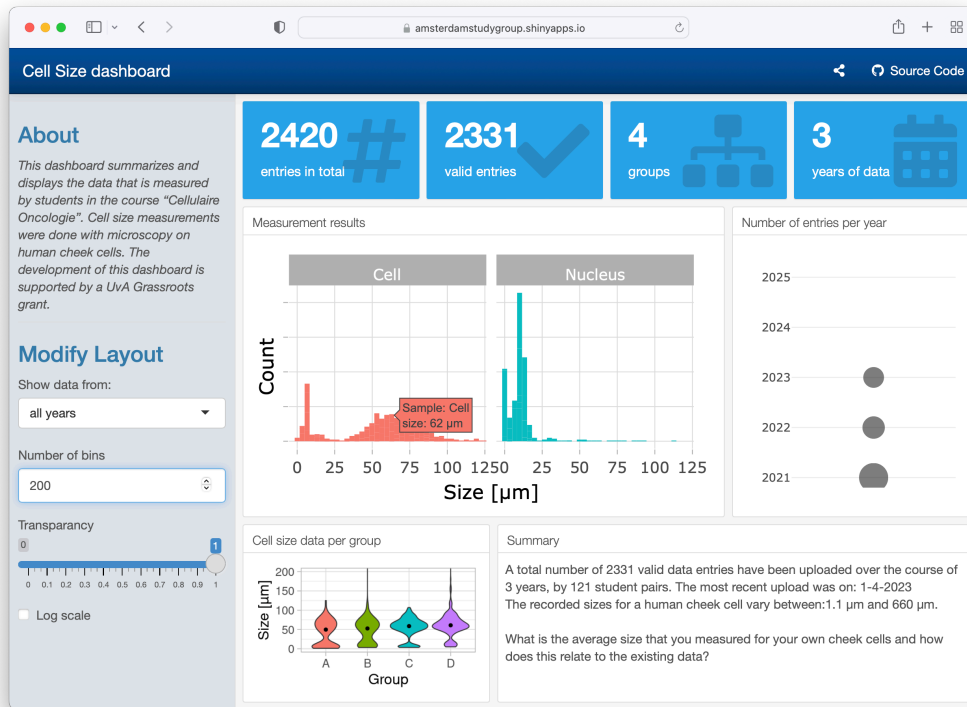 amsterdamstudygroup.shinyapps.io
Cell Size dashboard
Source Code
About
This dashboard summarizes and
displays the data that is measured
by students in the course “Cellulaire
Oncologie”. Cell size measurements
were done with microscopy on
human cheek cells. The
development of this dashboard is
supported by a UvA Grassroots
grant.
Modify Layout
Show data from:
all years
Number of bins
200
Transparancy
0 1
0 0.1 0.2 0.3 0.4 0.5 0.6 0.7 0.8 0.9 1
Log scale
2420
entries in total
2331
valid entries
4
groups
3
years of data
Measurement results
Cell
Nucleus
Count
Sample: Cell
size: 62 µm
0 25 50 75 100 125
0 25 50 75 100 125
Size [µm]
Number of entries per year
2025
2024
2023
2022
2021
Cell size data per group
Size [µm]
200
150
100
50
0
A B C D
Group
Summary
A total number of 2331 valid data entries have been uploaded over the course of
3 years, by 121 student pairs. The most recent upload was on: 1-4-2023
The recorded sizes for a human cheek cell vary between:1.1 µm and 660 µm.
What is the average size that you measured for your own cheek cells and how
does this relate to the existing data?